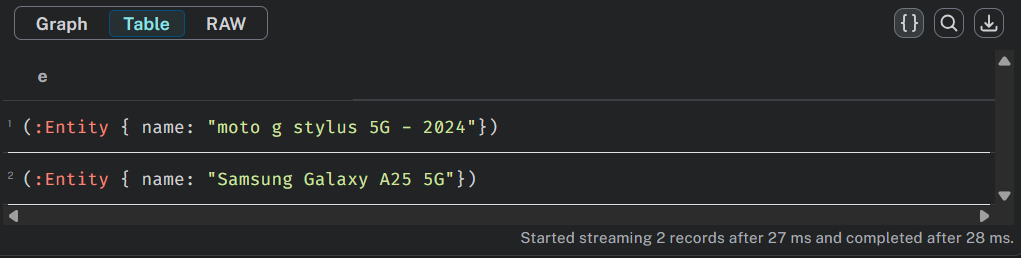 Graph Table RAW
{}
e
1 (:Entity { name: "moto g stylus 5G - 2024"})
2 (:Entity { name: "Samsung Galaxy A25 5G"})
Started streaming 2 records after 27 ms and completed after 28 ms.